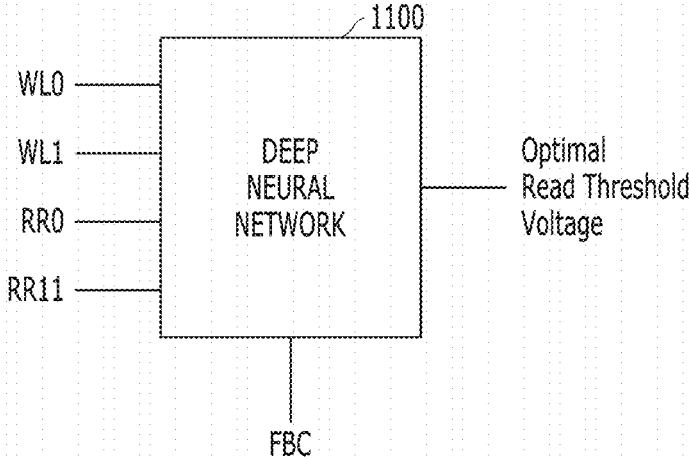 1100
WL0
WL1
RR0
RR11
DEEP
NEURAL
NETWORK
Optimal
Read Threshold
Voltage
FBC